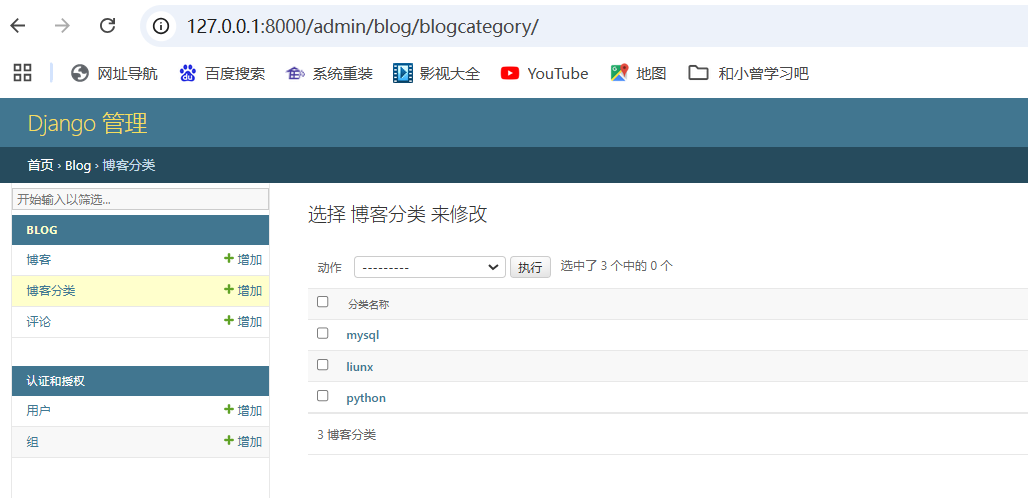 127.0.0.1:8000/admin/blog/blogcategory/
网址导航 百度搜索 系统重装 影视大全 YouTube 地图 和小曾学习吧
Django 管理
首页 › Blog › 博客分类
开始输入以筛选...
BLOG
博客 + 增加
博客分类 + 增加
评论 + 增加
认证和授权
用户 + 增加
组 + 增加
选择 博客分类 来修改
动作 --------- 执行 选中了 3 个中的 0 个
分类名称
mysql
liunx
python
3 博客分类